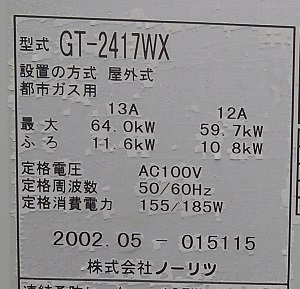 型式 GT-2417WX
設置の方式 屋外式
都市ガス用
13A 12A
最大 64.0kW 59.7kW
ふろ 11.6kW 10.8kW
定格電圧 AC100V
定格周波数 50/60Hz
定格消費電力 155/185W
2002.05 - 015115
株式会社ノーリツ